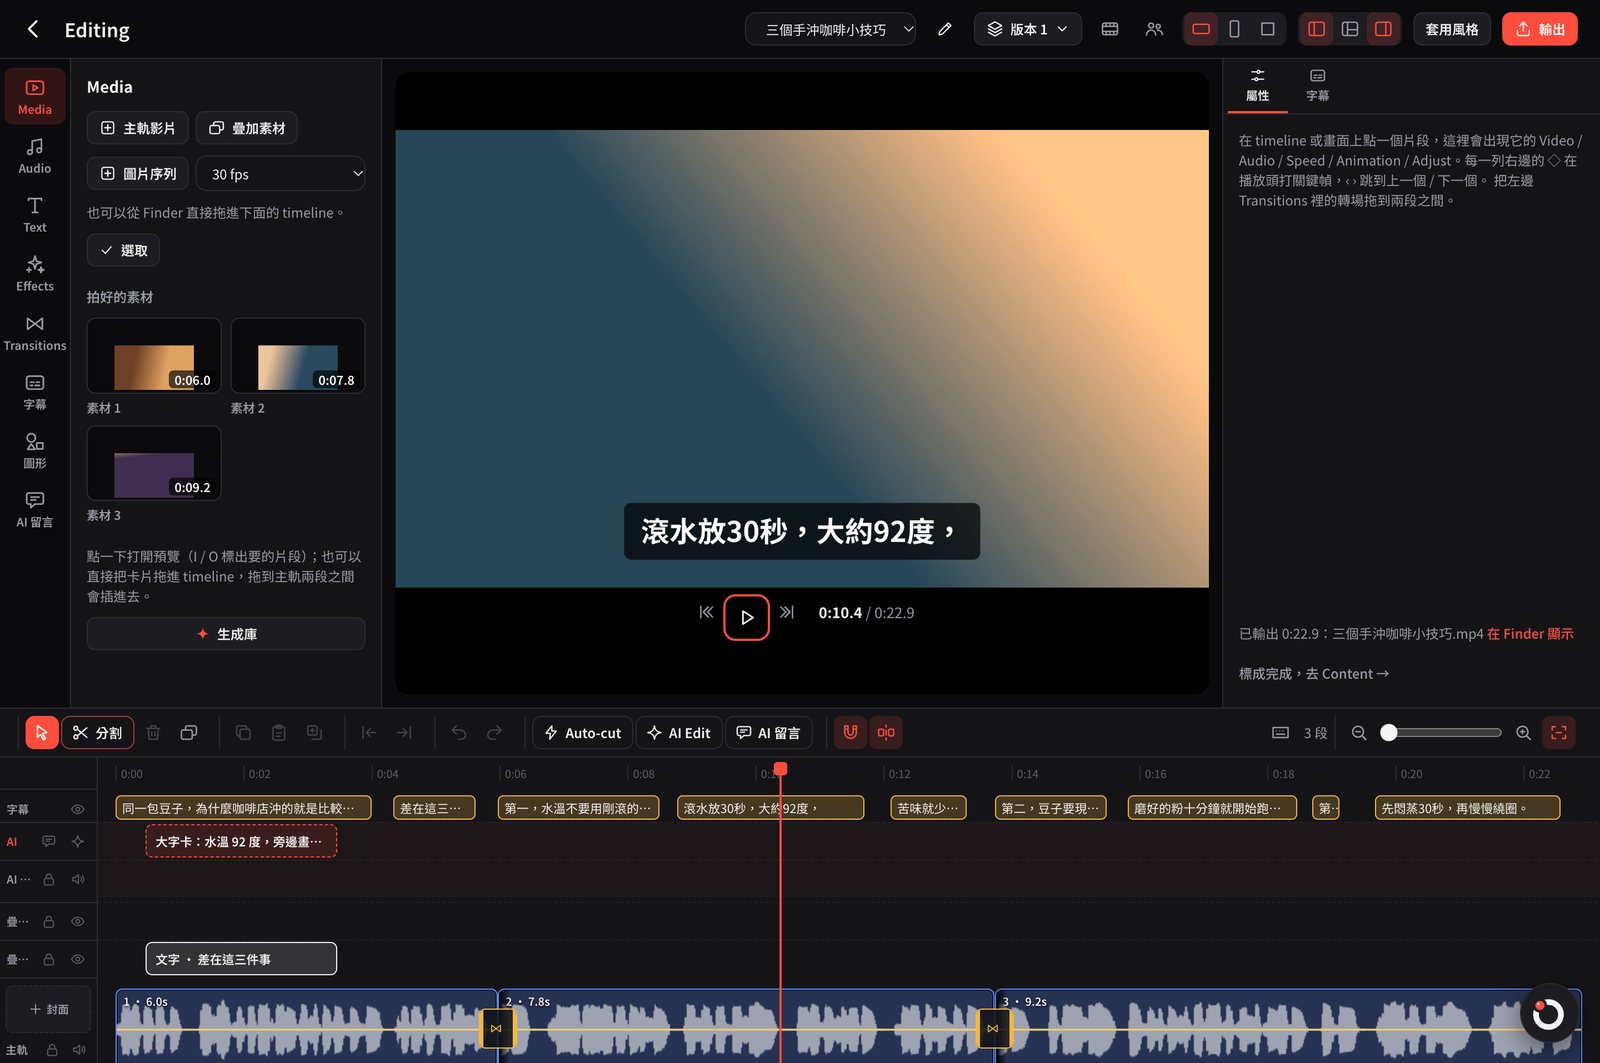 Editing
三個手沖咖啡小技巧
版本 1
套用風格
輸出
Media
Audio
Text
Effects
Transitions
字幕
圖形
AI 留言
Media
主軌影片
疊加素材
圖片序列
30 fps
也可以從 Finder 直接拖進下面的 timeline。
選取
拍好的素材
0:06.0
0:07.8
素材 1
素材 2
0:09.2
素材 3
點一下打開預覽（I / O 標出要的片段）；也可以
直接把卡片拖進 timeline，拖到主軌兩段之間
會插進去。
生成庫
滾水放30秒，大約92度，
0:10.4 / 0:22.9
屬性
字幕
在 timeline 或畫面上點一個片段，這裡會出現它的 Video /
Audio / Speed / Animation / Adjust。每一列右邊的 ◇ 在
播放頭打關鍵幀，‹ › 跳到上一個 / 下一個。 把左邊
Transitions 裡的轉場拖到兩段之間。
已輸出 0:22.9：三個手沖咖啡小技巧.mp4 在 Finder 顯示
標成完成，去 Content →
分割
Auto-cut
AI Edit
AI 留言
3 段
0:00
0:02
0:04
0:06
0:08
0:12
0:14
0:16
0:18
0:20
0:22
字幕
同一包豆子，為什麼咖啡店沖的就是比較…
差在這三…
第一，水溫不要用剛滾的…
滾水放30秒，大約92度，
苦味就少…
第二，豆子要現…
磨好的粉十分鐘就開始跑…
第…
先悶蒸30秒，再慢慢繞圈。
AI
大字卡：水溫 92 度，旁邊畫…
AI …
疊…
疊…
文字 · 差在這三件事
封面
1 · 6.0s
2 · 7.8s
3 · 9.2s
主軌